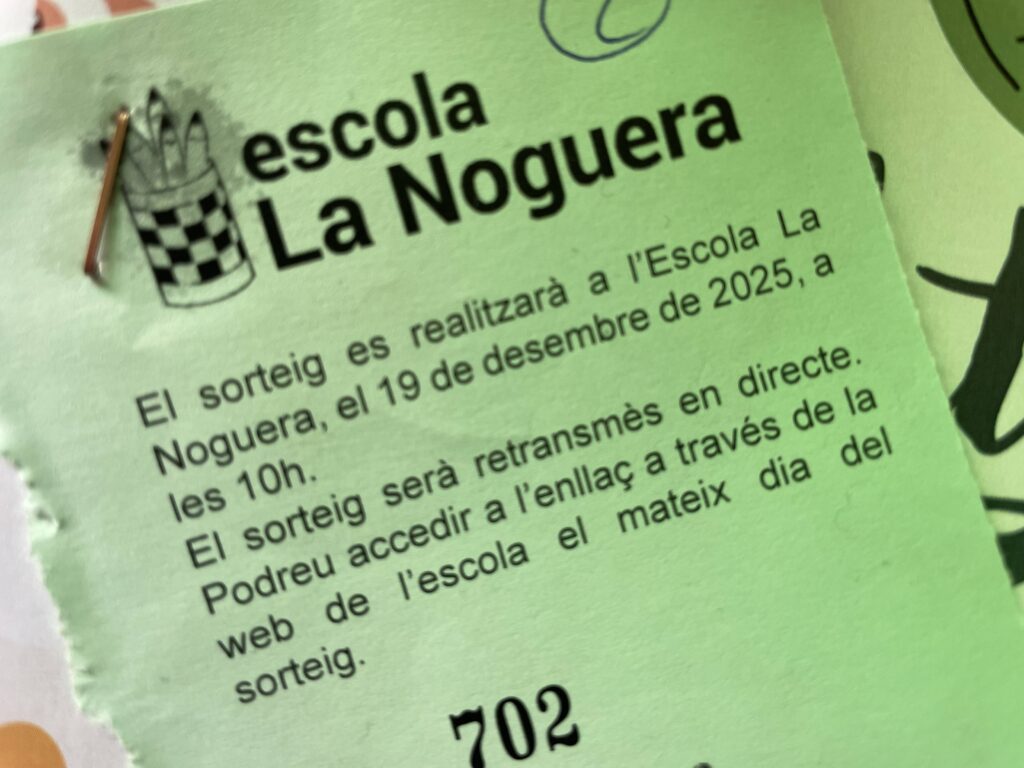 escola
La Noguera
El sorteig es realitzarà a l'Escola La
Noguera, el 19 de desembre de 2025, a
les 10h.
El sorteig serà retransmès en directe.
Podreu accedir a l'enllaç a través de la
web de l'escola el mateix dia del
sorteig.
702